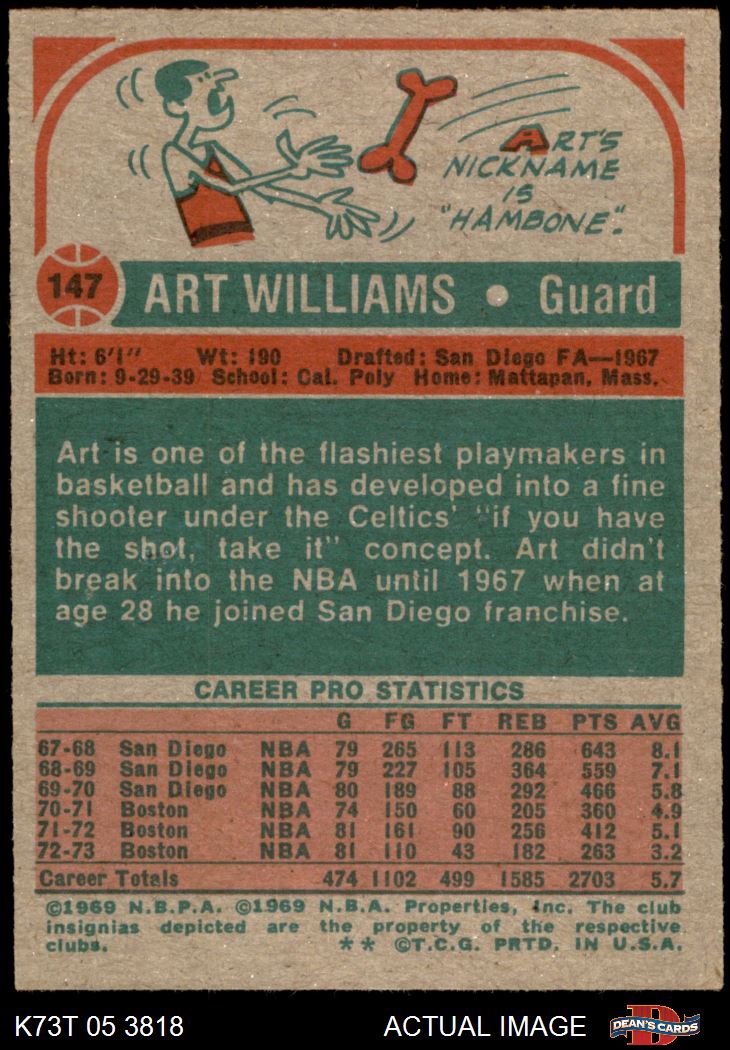 ART'S
NICKNAME
IS
"HAMBONE".
147 ART WILLIAMS • Guard
Ht: 6'1" Wt: 190 Drafted: San Diego FA—1967
Born: 9-29-39 School: Cal. Poly Home: Mattapan, Mass.
Art is one of the flashiest playmakers in
basketball and has developed into a fine
shooter under the Celtics' "if you have
the shot, take it" concept. Art didn't
break into the NBA until 1967 when at
age 28 he joined San Diego franchise.
CAREER PRO STATISTICS
G FG FT REB PTS AVG
67-68 San Diego NBA 79 265 113 286 643 8.1
68-69 San Diego NBA 79 227 105 364 559 7.1
69-70 San Diego NBA 80 189 88 292 466 5.8
70-71 Boston NBA 74 150 60 205 360 4.9
71-72 Boston NBA 81 161 90 256 412 5.1
72-73 Boston NBA 81 110 43 182 263 3.2
Career Totals 474 1102 499 1585 2703 5.7
©1969 N.B.P.A. ©1969 N.B.A. Properties, Inc. The club
insignias depicted are the property of the respective
clubs. ** ©T.C.G. PRTD. IN U.S.A.
K73T 05 3818 ACTUAL IMAGE DEAN'S CARDS